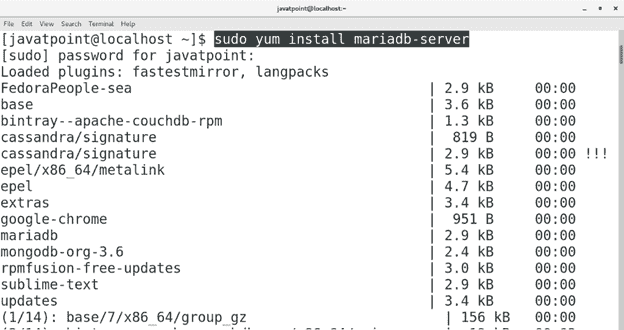 javatpoint@localhost:~
File Edit View Search Terminal Help
[javatpoint@localhost ~]$ sudo yum install mariadb-server
[sudo] password for javatpoint:
Loaded plugins: fastestmirror, langpacks
FedoraPeople-sea | 2.9 kB 00:00
base | 3.6 kB 00:00
bintray--apache-couchdb-rpm | 1.3 kB 00:00
cassandra/signature | 819 B 00:00
cassandra/signature | 2.9 kB 00:00 !!!
epel/x86_64/metalink | 5.4 kB 00:00
epel | 4.7 kB 00:00
extras | 3.4 kB 00:00
google-chrome | 951 B 00:00
mariadb | 2.9 kB 00:00
mongodb-org-3.6 | 2.4 kB 00:00
rpmfusion-free-updates | 3.0 kB 00:00
sublime-text | 2.9 kB 00:00
updates | 3.4 kB 00:00
(1/14): base/7/x86_64/group_gz | 156 kB 00:00